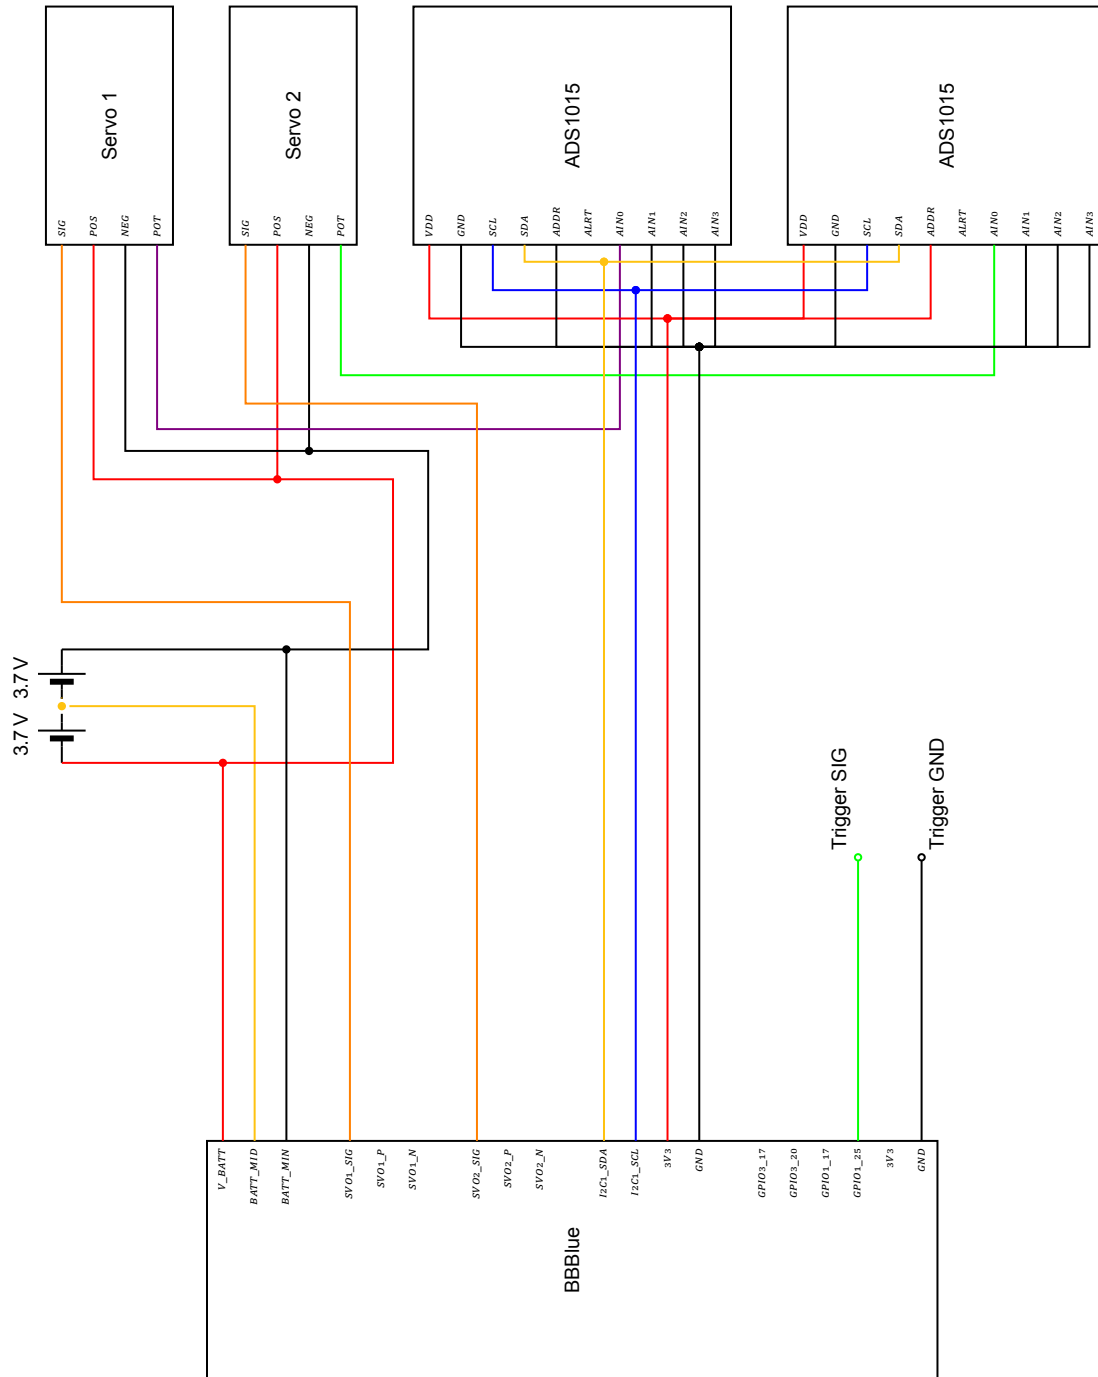 Servo 1
Servo 2
ADS1015
ADS1015
SIG
POS
NEG
POT
SIG
POS
NEG
POT
VDD
GND
SCL
SDA
ADDR
ALRT
AIN0
AIN1
AIN2
AIN3
VDD
GND
SCL
SDA
ADDR
ALRT
AIN0
AIN1
AIN2
AIN3
3.7 V
3.7 V
Trigger SIG
Trigger GND
V_BATT
BATT_MID
BATT_MIN
SVO1_SIG
SVO1_P
SVO1_N
SVO2_SIG
SVO2_P
SVO2_N
I2C1_SDA
I2C1_SCL
3V3
GND
GPIO3_17
GPIO3_20
GPIO1_17
GPIO1_25
3V3
GND
BBBlue